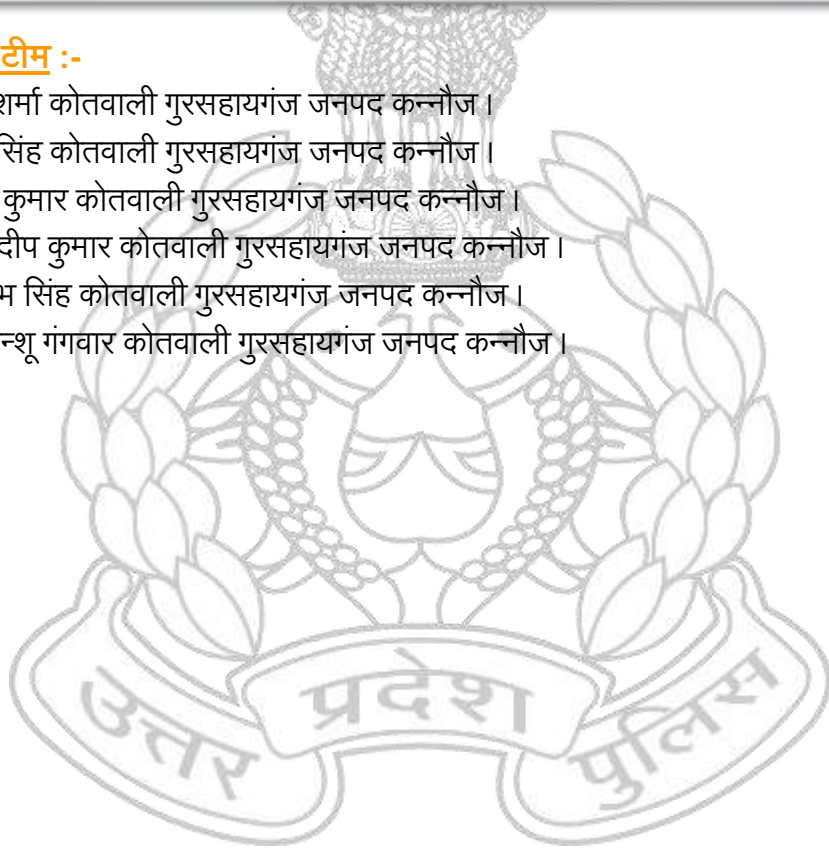 टीम :-
शर्मा कोतवाली गुरसहायगंज जनपद कन्नौज।
सिंह कोतवाली गुरसहायगंज जनपद कन्नौज।
कुमार कोतवाली गुरसहायगंज जनपद कन्नौज।
दीप कुमार कोतवाली गुरसहायगंज जनपद कन्नौज।
भ सिंह कोतवाली गुरसहायगंज जनपद कन्नौज।
न्शू गंगवार कोतवाली गुरसहायगंज जनपद कन्नौज।
उत्तर प्रदेश पुलिस